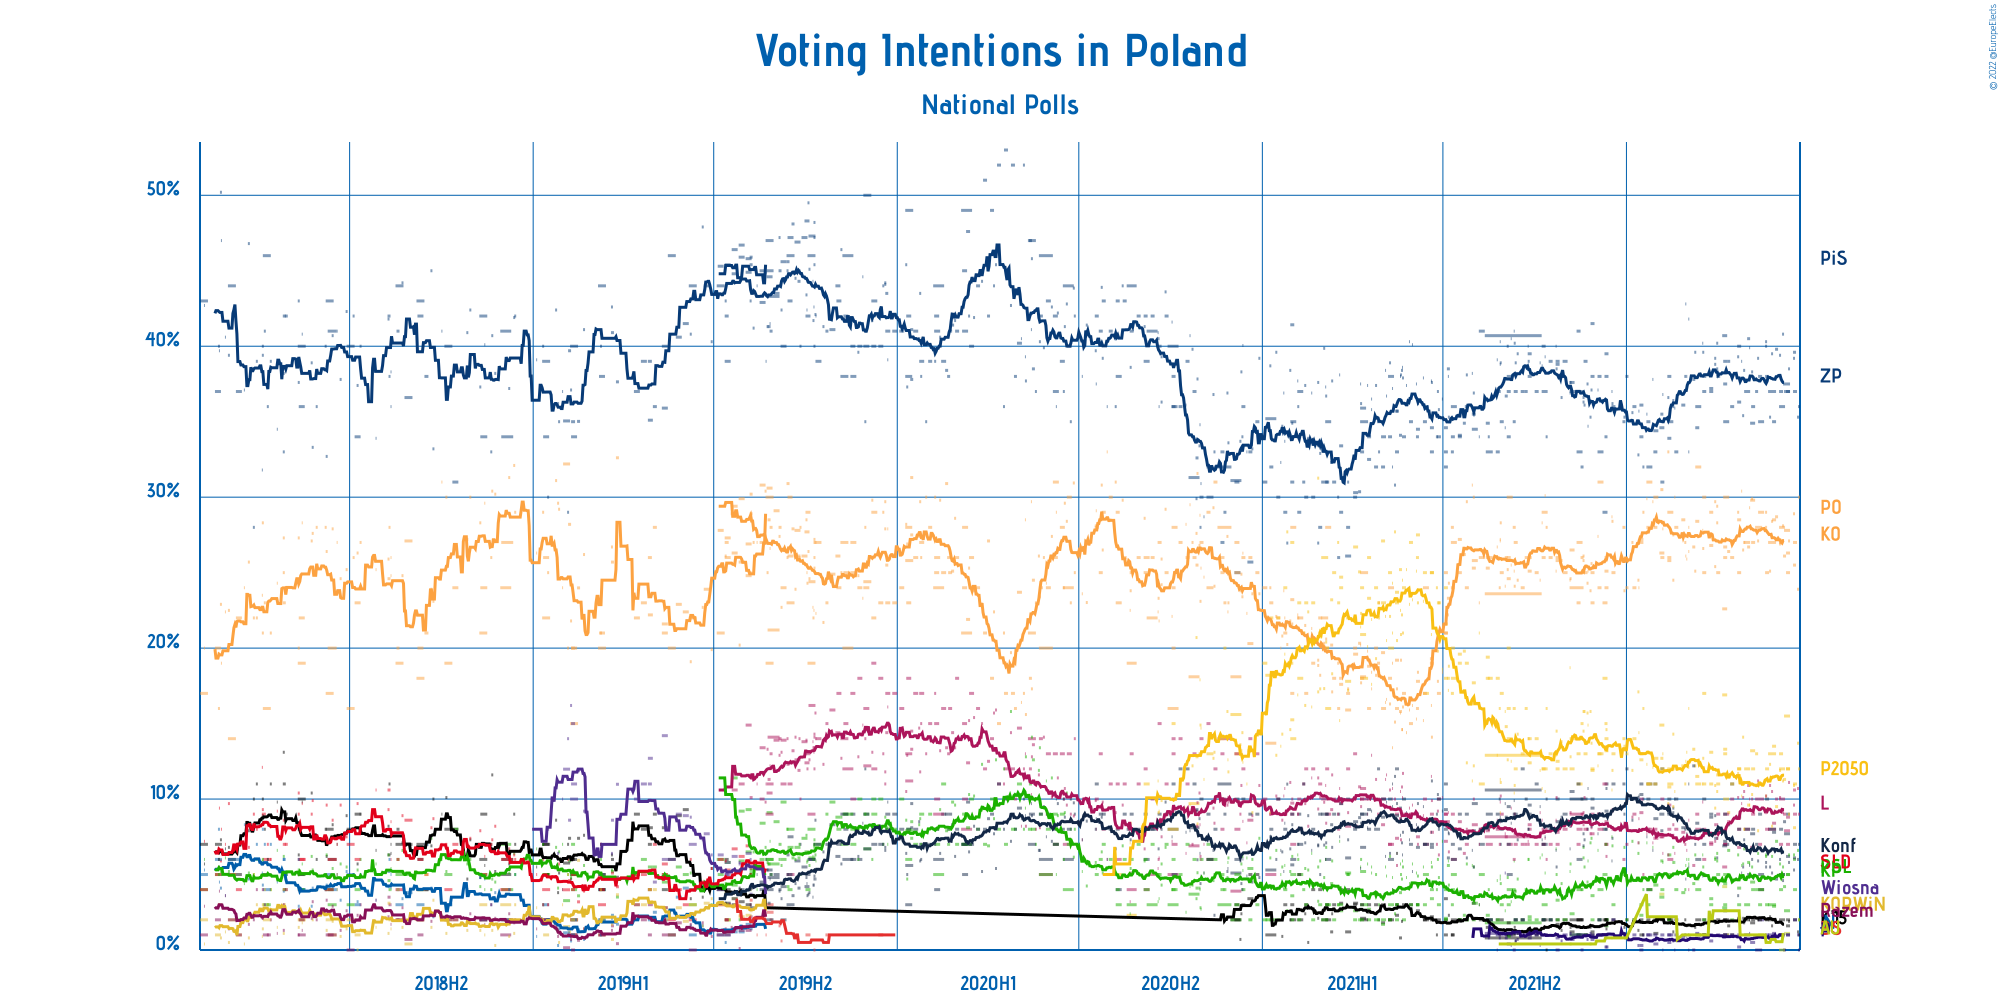 © 2022 @EuropeElects
Voting Intentions in Poland
National Polls
50%
40%
30%
20%
10%
0%
PiS
ZP
PO
KO
P2050
L
Konf
SLD
Wiosna
KORWiN
Razem
2018H2
2019H1
2019H2
2020H1
2020H2
2021H1
2021H2